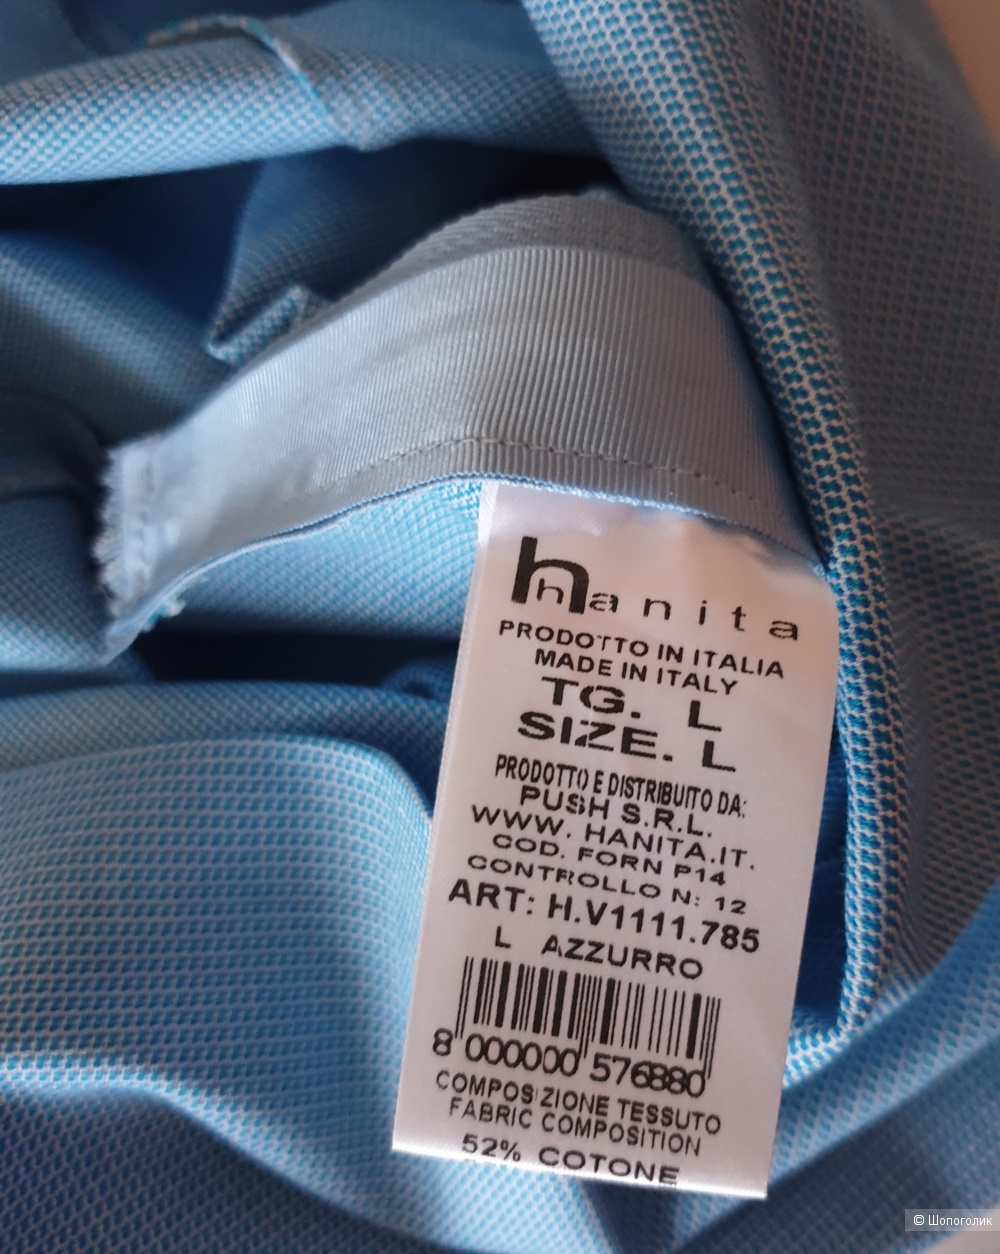 hhanita
PRODOTTO IN ITALIA
MADE IN ITALY
TG. L
SIZE. L
PRODOTTO E DISTRIBUITO DA:
PUSH S.R.L.
WWW. HANITA.IT.
COD. FORN P14
CONTROLLO N: 12
ART: H.V1111.785
L AZZURRO
8 000000 576880
COMPOSIZIONE TESSUTO
FABRIC COMPOSITION
52% COTONE
© Шопоголик